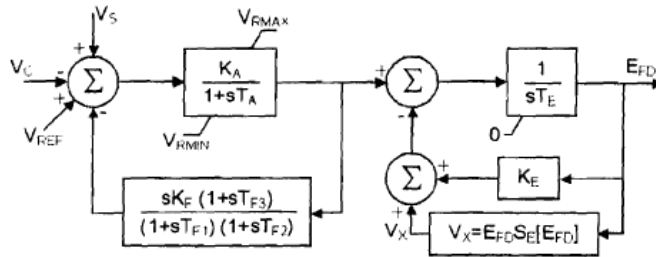 V_S
V_RMAX
V_C
+
-
+
-
Σ
K_A
1+sT_A
+
-
Σ
1
sT_E
E_FD
V_REF
V_RMIN
0
Σ
+
+
K_E
sK_F (1+sT_F3)
(1+sT_F1) (1+sT_F2)
V_X
V_X=E_FD S_E[E_FD]